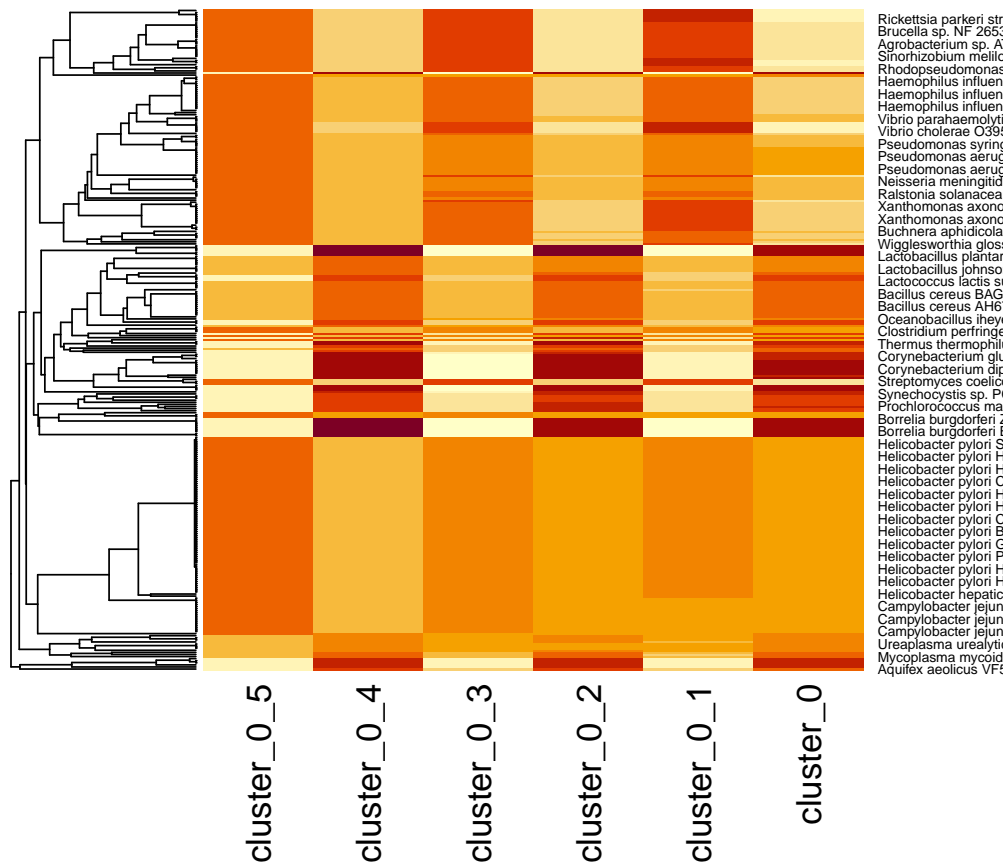 Rickettsia parkeri str
Brucella sp. NF 2653
Agrobacterium sp. A
Sinorhizobium melilo
Rhodopseudomonas
Haemophilus influen
Haemophilus influen
Haemophilus influen
Vibrio parahaemolyti
Vibrio cholerae O395
Pseudomonas syring
Pseudomonas aerug
Pseudomonas aerug
Neisseria meningitid
Ralstonia solanacea
Xanthomonas axono
Xanthomonas axono
Buchnera aphidicola
Wigglesworthia gloss
Lactobacillus plantar
Lactobacillus johnso
Lactococcus lactis su
Bacillus cereus BAG
Bacillus cereus AH6
Oceanobacillus iheye
Clostridium perfringe
Thermus thermophilu
Corynebacterium glu
Corynebacterium dip
Streptomyces coelico
Synechocystis sp. PC
Prochlorococcus ma
Borrelia burgdorferi Z
Borrelia burgdorferi B
Helicobacter pylori S
Helicobacter pylori H
Helicobacter pylori H
Helicobacter pylori C
Helicobacter pylori H
Helicobacter pylori H
Helicobacter pylori C
Helicobacter pylori B
Helicobacter pylori G
Helicobacter pylori P
Helicobacter pylori H
Helicobacter pylori H
Helicobacter hepatic
Campylobacter jejun
Campylobacter jejun
Campylobacter jejun
Ureaplasma urealytic
Mycoplasma mycoid
Aquifex aeolicus VF5
cluster_0_5
cluster_0_4
cluster_0_3
cluster_0_2
cluster_0_1
cluster_0